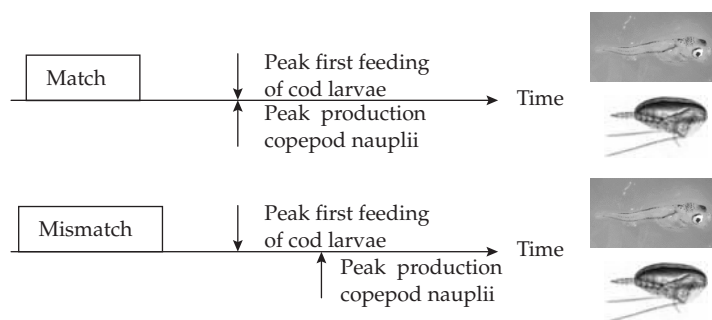 Match
Peak first feeding
of cod larvae
Time
Peak production
copepod nauplii
Mismatch
Peak first feeding
of cod larvae
Time
Peak production
copepod nauplii